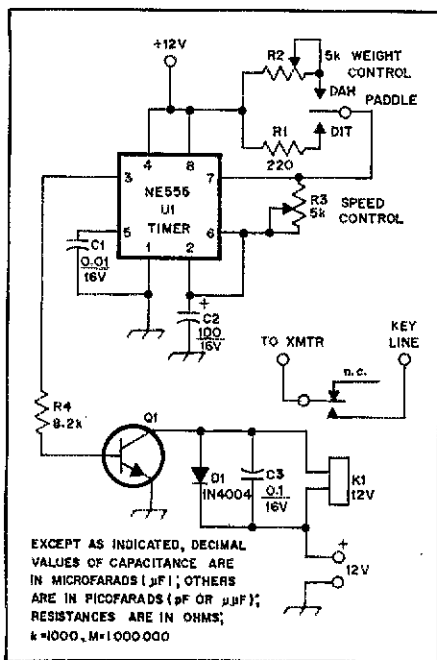 +12V
R2
5k
WEIGHT
CONTROL
DAH
PADDLE
DIT
R1
220
4
8
3
7
NE555
U1
TIMER
R3
5k
SPEED
CONTROL
5
6
C1
0.01
16V
1
2
+
C2
100
16V
TO XMTR
KEY
LINE
n.c.
R4
8.2k
Q1
D1
1N4004
C3
0.1
16V
K1
12V
+
12V
EXCEPT AS INDICATED, DECIMAL
VALUES OF CAPACITANCE ARE
IN MICROFARADS (µF); OTHERS
ARE IN PICOFARADS (pF OR µµF);
RESISTANCES ARE IN OHMS;
k=1000, M=1000000